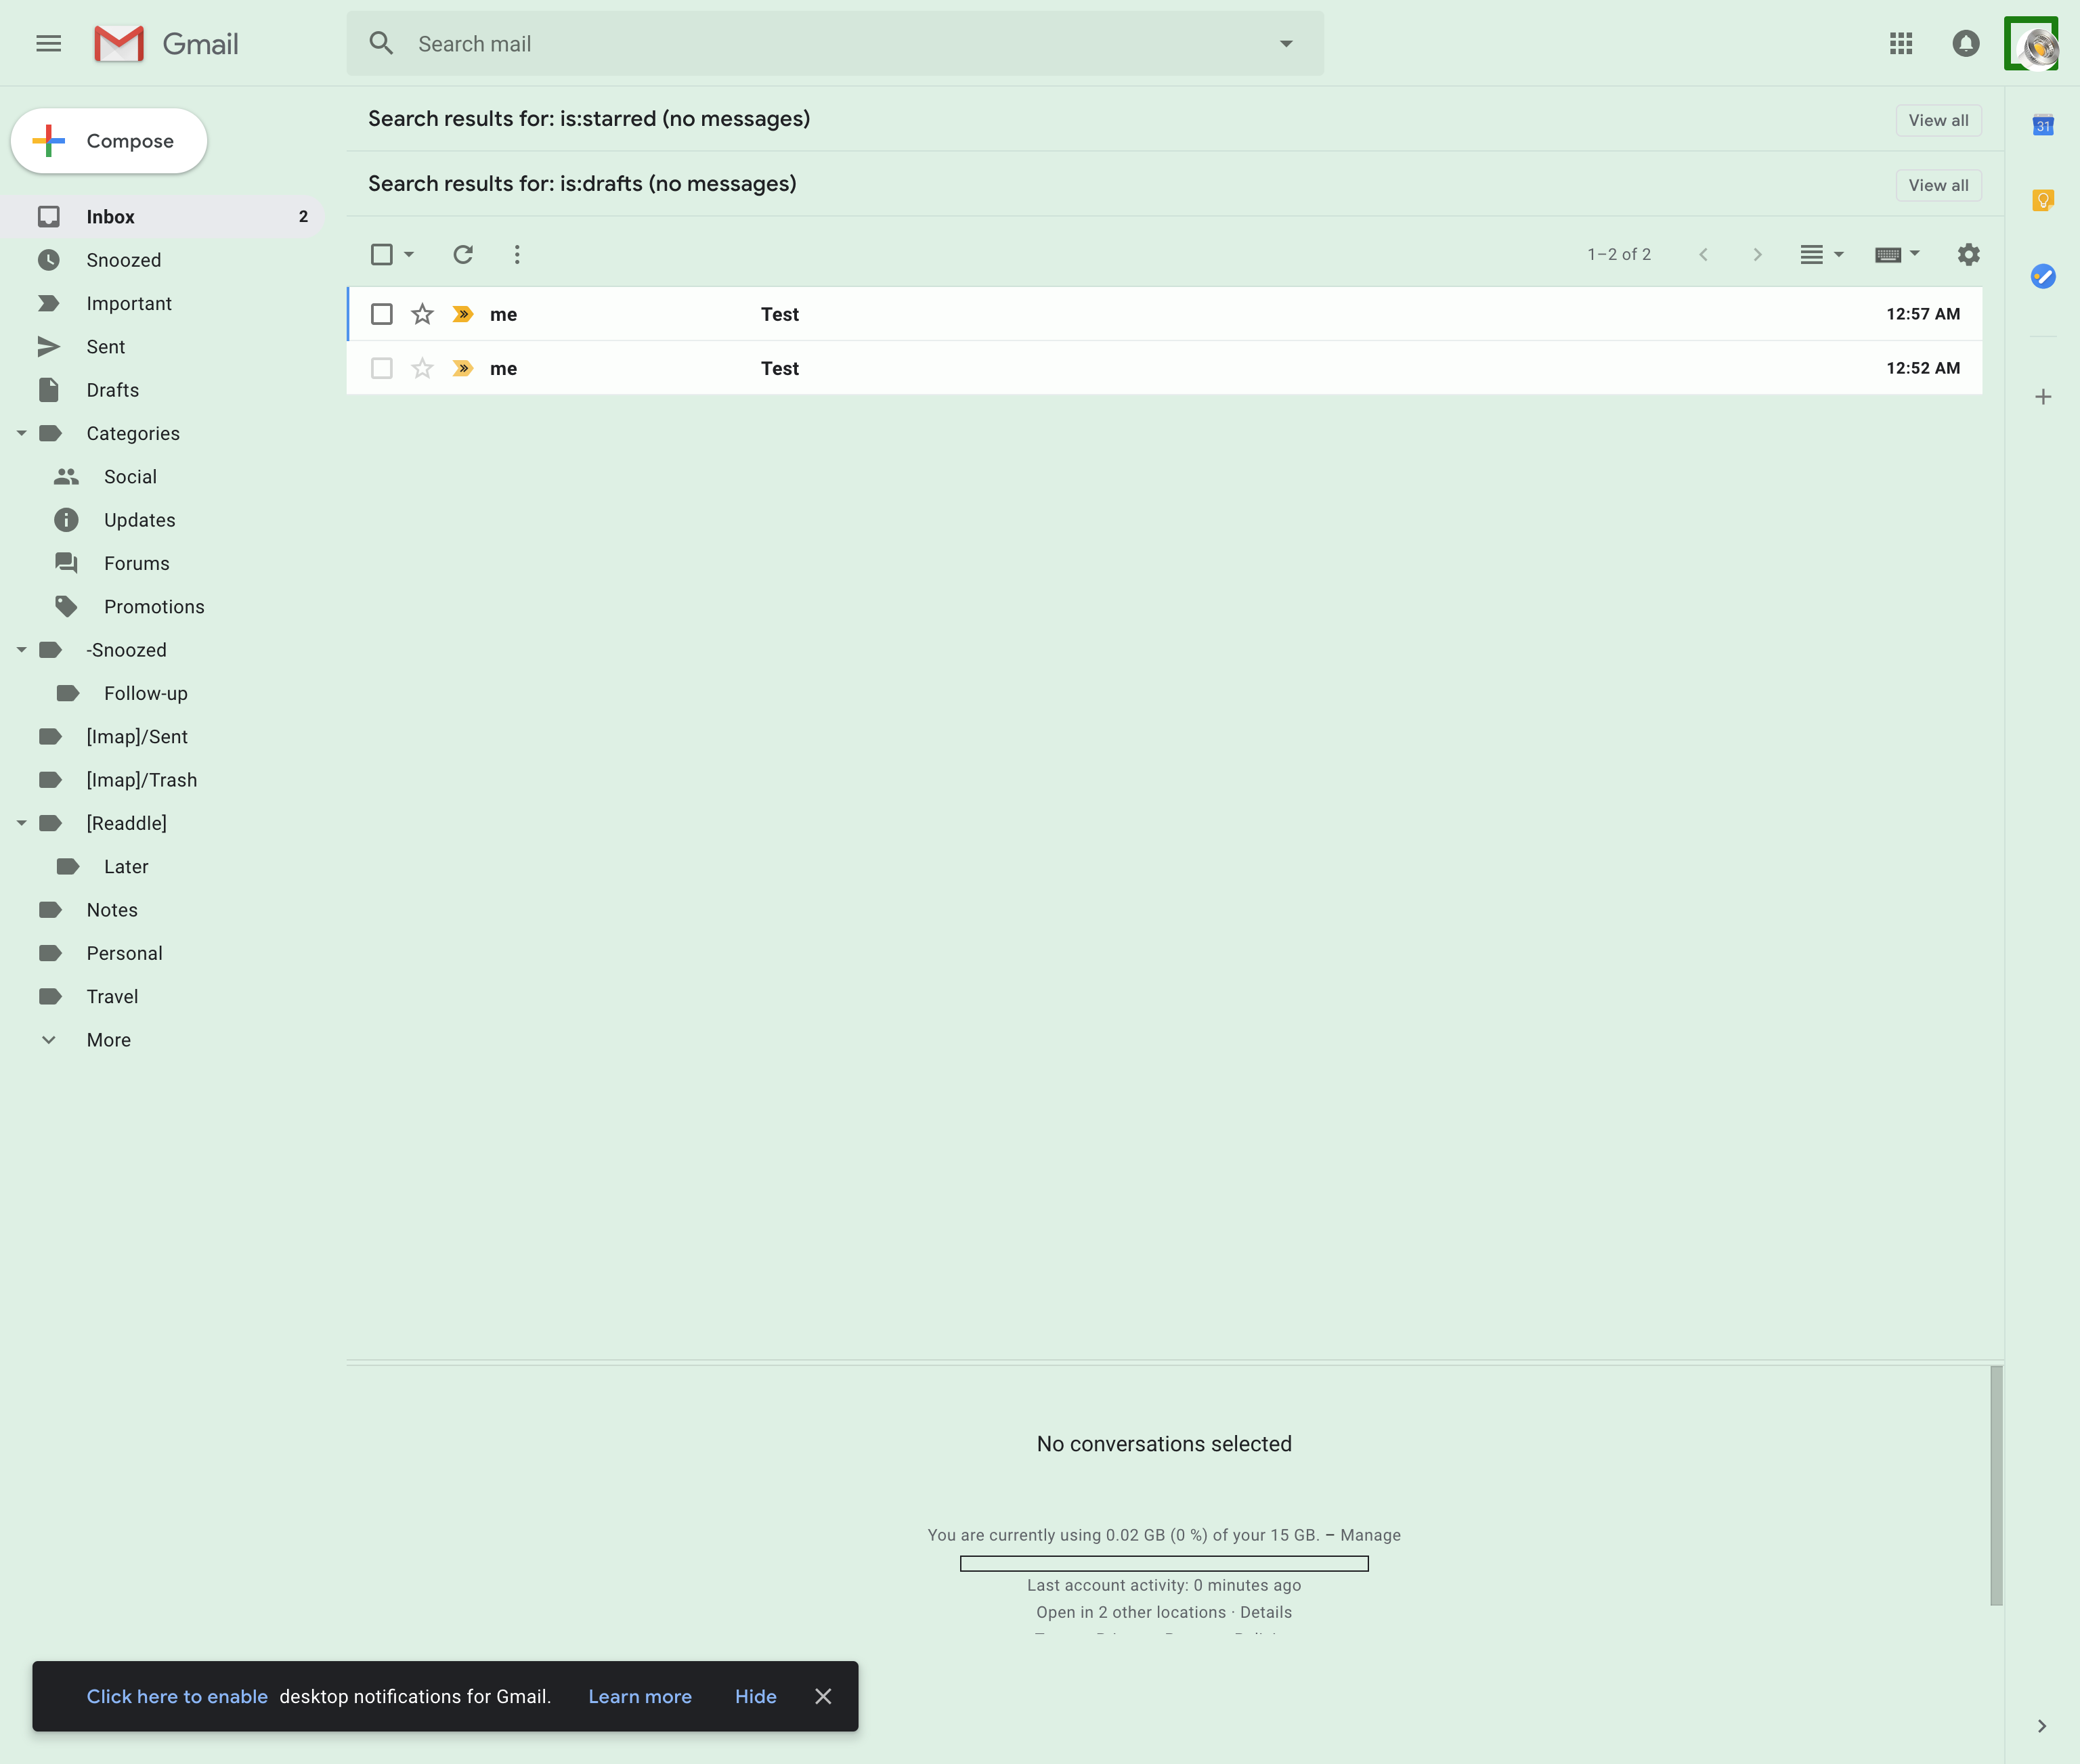 Gmail
Search mail
Compose
Inbox 2
Snoozed
Important
Sent
Drafts
Categories
Social
Updates
Forums
Promotions
-Snoozed
Follow-up
[Imap]/Sent
[Imap]/Trash
[Readdle]
Later
Notes
Personal
Travel
More
Search results for: is:starred (no messages) View all
Search results for: is:drafts (no messages) View all
1–2 of 2
me Test 12:57 AM
me Test 12:52 AM
31
No conversations selected
You are currently using 0.02 GB (0 %) of your 15 GB. – Manage
Last account activity: 0 minutes ago
Open in 2 other locations · Details
Click here to enable desktop notifications for Gmail. Learn more Hide